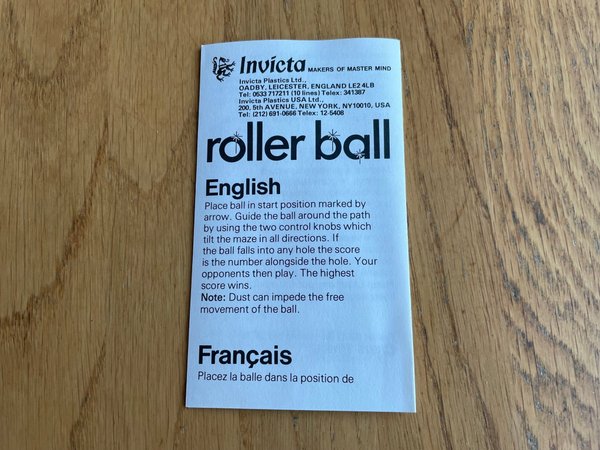 Invicta MAKERS OF MASTER MIND
Invicta Plastics Ltd.,
OADBY, LEICESTER, ENGLAND LE2 4LB
Tel: 0533 717211 (10 lines) Telex: 341387
Invicta Plastics USA Ltd.,
200, 5th AVENUE, NEW YORK, NY10010, USA
Tel: (212) 691-0666 Telex: 12-5408
roller ball
English
Place ball in start position marked by
arrow. Guide the ball around the path
by using the two control knobs which
tilt the maze in all directions. If
the ball falls into any hole the score
is the number alongside the hole. Your
opponents then play. The highest
score wins.
Note: Dust can impede the free
movement of the ball.
Français
Placez la balle dans la position de